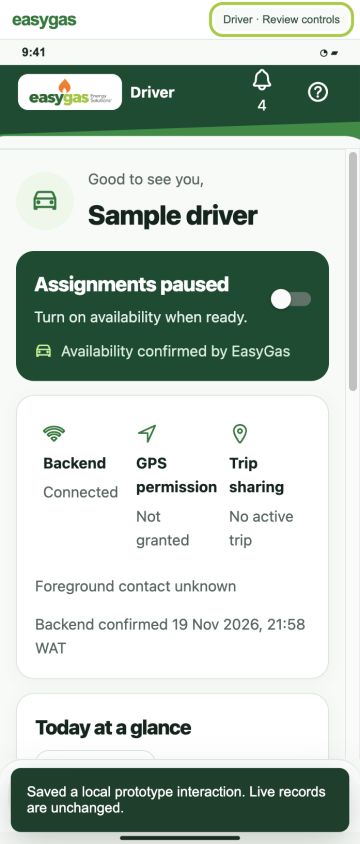 easygas
Driver · Review controls
9:41
easygas Energy Solutions
Driver
4
Good to see you,
Sample driver
Assignments paused
Turn on availability when ready.
Availability confirmed by EasyGas
Backend
Connected
GPS
permission
Not
granted
Trip
sharing
No active
trip
Foreground contact unknown
Backend confirmed 19 Nov 2026, 21:58
WAT
Today at a glance
Saved a local prototype interaction. Live records
are unchanged.